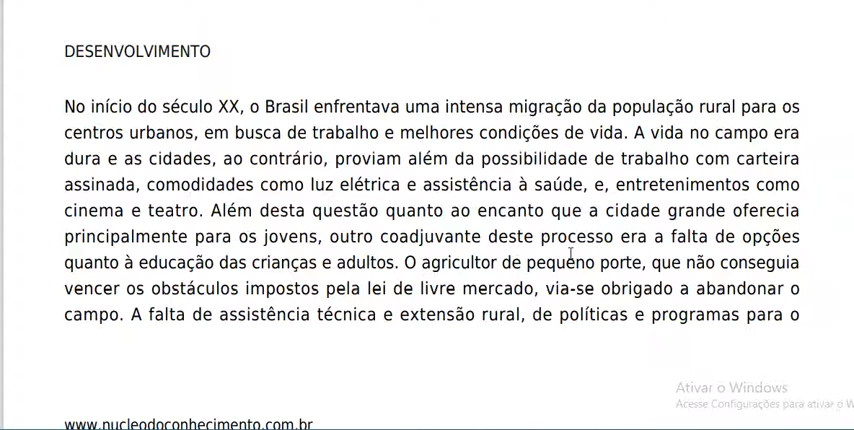 DESENVOLVIMENTO
No início do século XX, o Brasil enfrentava uma intensa migração da população rural para os
centros urbanos, em busca de trabalho e melhores condições de vida. A vida no campo era
dura e as cidades, ao contrário, proviam além da possibilidade de trabalho com carteira
assinada, comodidades como luz elétrica e assistência à saúde, e, entretenimentos como
cinema e teatro. Além desta questão quanto ao encanto que a cidade grande oferecia
principalmente para os jovens, outro coadjuvante deste processo era a falta de opções
quanto à educação das crianças e adultos. O agricultor de pequeno porte, que não conseguia
vencer os obstáculos impostos pela lei de livre mercado, via-se obrigado a abandonar o
campo. A falta de assistência técnica e extensão rural, de políticas e programas para o
Ativar o Windows
Acesse Configurações para ativar o W
www.nucleodoconhecimento.com.br